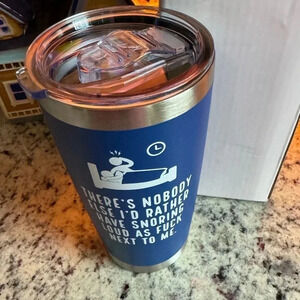 THERE'S NOBODY
ELSE I'D RATHER
HAVE SNORING
LOUD AS FUCK
NEXT TO ME.